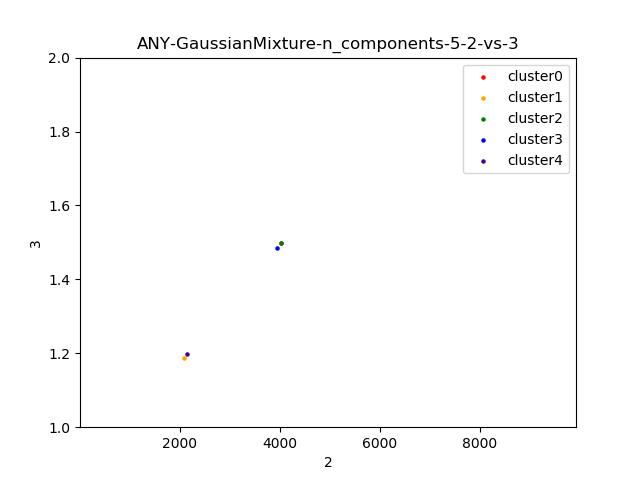 ANY-GaussianMixture-n_components-5-2-vs-3
2.0
1.8
1.6
1.4
1.2
1.0
3
2000
4000
6000
8000
2
cluster0
cluster1
cluster2
cluster3
cluster4